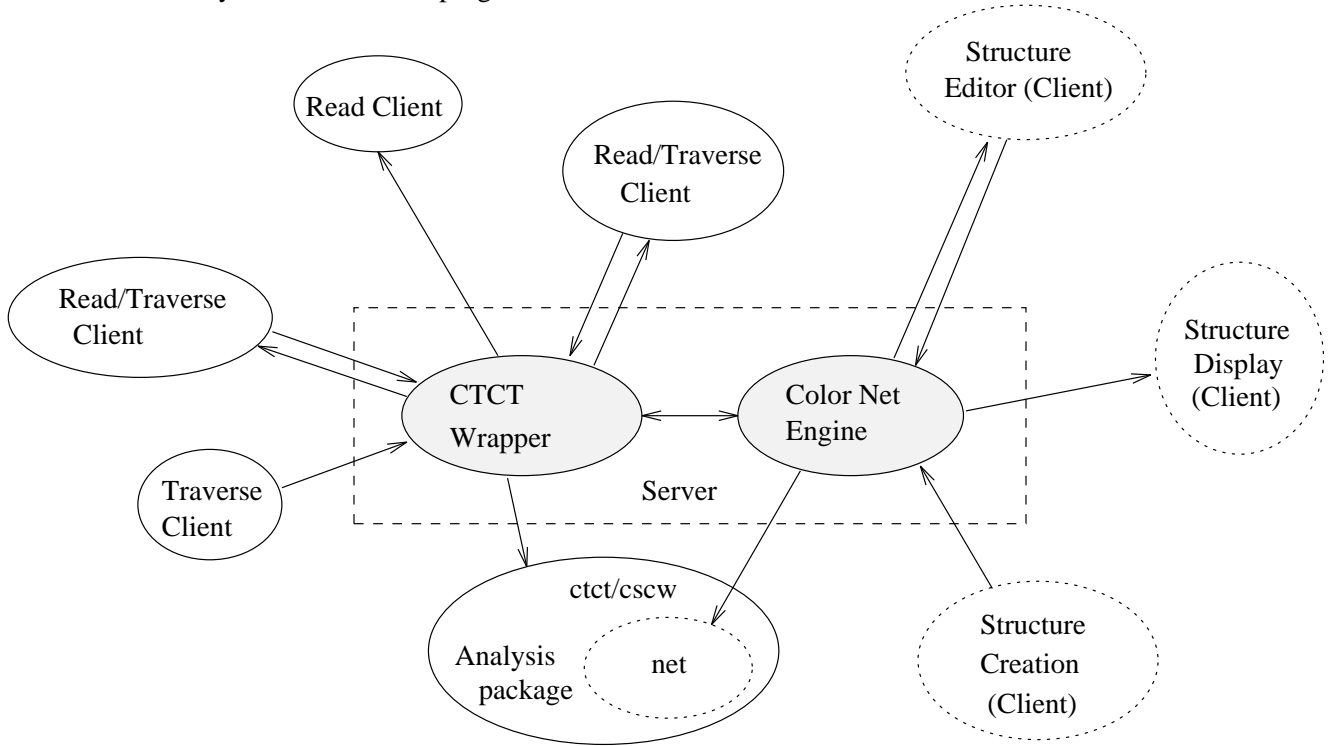 Structure
Editor (Client)
Read Client
Read/Traverse
Client
Read/Traverse
Client
Structure
Display
(Client)
CTCT
Wrapper
Color Net
Engine
Traverse
Client
Server
ctct/cscw
Analysis
package
net
Structure
Creation
(Client)